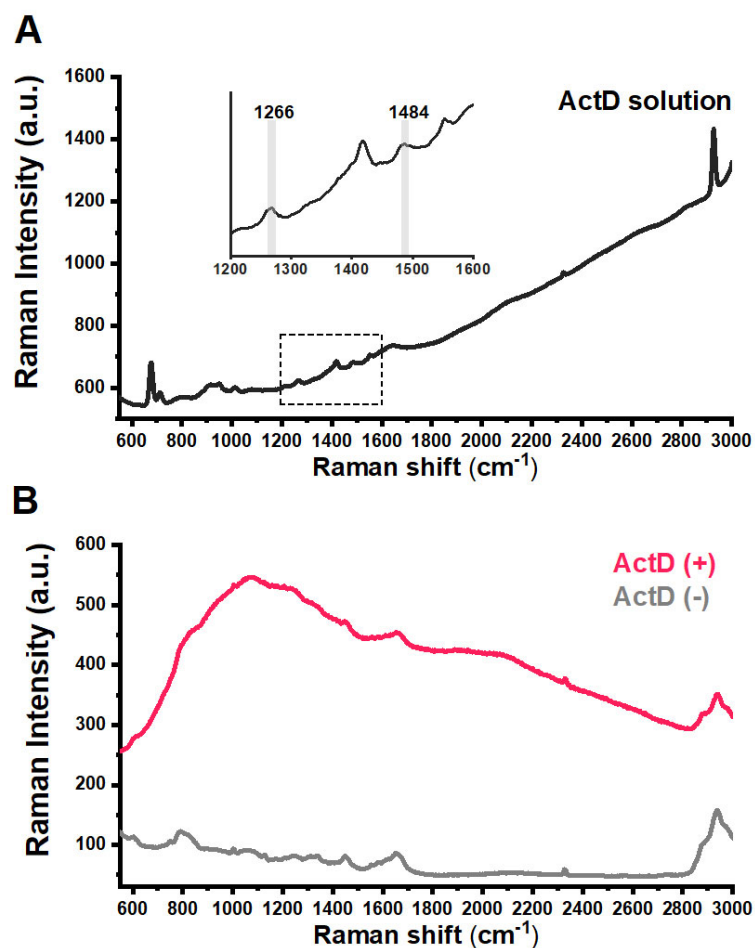 A
ActD solution
Raman Intensity (a.u.)
1600
1400
1200
1000
800
600
1266 1484
1200 1300 1400 1500 1600
600 800 1000 1200 1400 1600 1800 2000 2200 2400 2600 2800 3000
Raman shift (cm⁻¹)
B
ActD (+)
ActD (-)
Raman Intensity (a.u.)
600
500
400
300
200
100
600 800 1000 1200 1400 1600 1800 2000 2200 2400 2600 2800 3000
Raman shift (cm⁻¹)